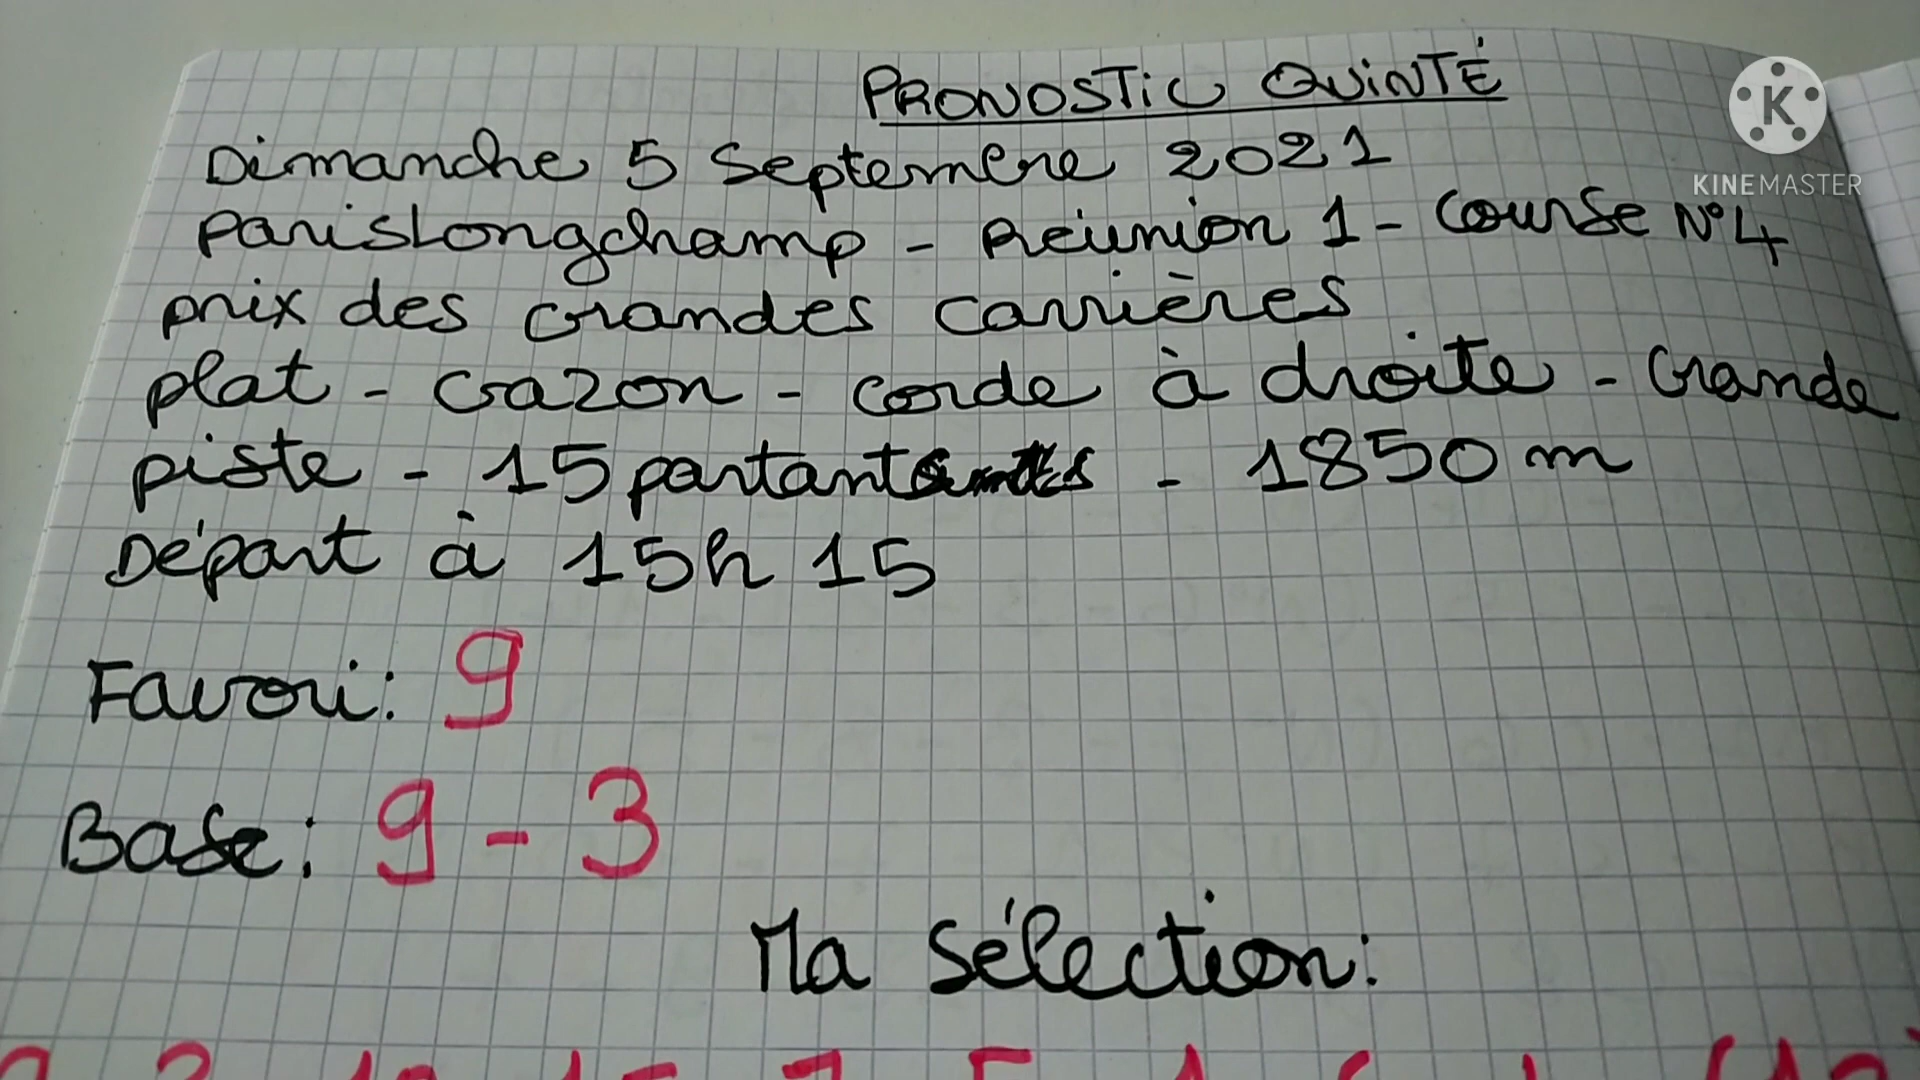 PRONOSTIC QUINTÉ
Dimanche 5 Septembre 2021
parisLongchamp - Réunion 1 - Course N°4
prix des Grandes carrières
plat - Gazon - corde à droite - Grande
piste - 15 partants - 1850 m
Départ à 15h 15
Favori: 9
Base: 9 - 3
Ma sélection:
K
KINEMASTER